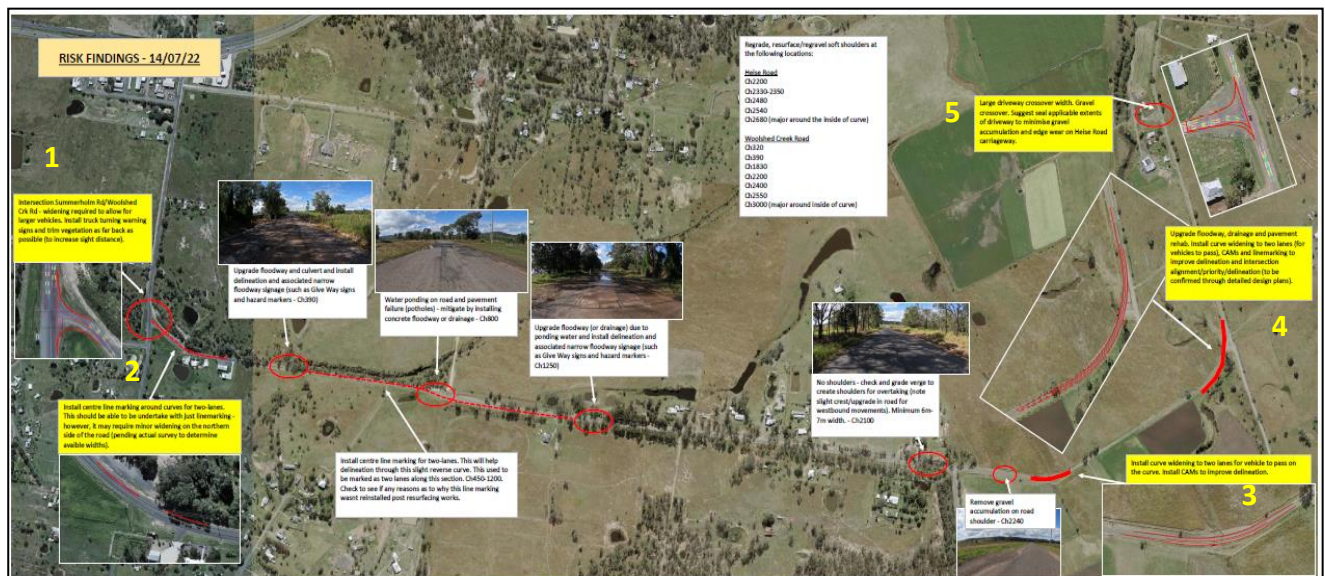 RISK FINDINGS - 14/07/22
1
Intersection Summerholm Rd/Woolshed
Crk Rd - widening required to allow for
larger vehicles. Install truck turning warning
signs and trim vegetation as far back as
possible (to increase sight distance).
2
Install centre line marking around curves for two-lanes.
This should be able to be undertaken with just linemarking -
however, it may require minor widening on the northern
side of the road (pending actual survey to determine
avaible widths).
Upgrade floodway and culvert and install
delineation and associated narrow
floodway signage (such as Give Way signs
and hazard markers - Ch390)
Water ponding on road and pavement
failure (potholes) - mitigate by installing
concrete floodway or drainage - Ch800
Install centre line marking for two-lanes. This will help
delineation through this slight reverse curve. This used to
be marked as two lanes along this section. Ch450-1200.
Check to see if any reasons as to why this line marking
wasnt reinstalled post resurfacing works.
Upgrade floodway (or drainage) due to
ponding water and install delineation and
associated narrow floodway signage (such
as Give Way signs and hazard markers -
Ch1250)
Regrade, resurface/regravel soft shoulders at
the following locations:
Heise Road
Ch2200
Ch2330-2350
Ch2480
Ch2540
Ch2680 (major around the inside of curve)
Woolshed Creek Road
Ch320
Ch390
Ch1830
Ch2200
Ch2400
Ch2550
Ch3000 (major around inside of curve)
No shoulders - check and grade verge to
create shoulders for overtaking (note
slight crest/upgrade in road for
westbound movements). Minimum 6m-
7m width. - Ch2100
Remove gravel
accumulation on road
shoulder - Ch2240
Install curve widening to two lanes for vehicle to pass on
the curve. Install CAMs to improve delineation.
3
Upgrade floodway, drainage and pavement
rehab. Install curve widening to two lanes (for
vehicles to pass), CAMs and linemarking to
improve delineation and intersection
alignment/priority/delineation (to be
confirmed through detailed design plans).
4
5
Large driveway crossover width. Gravel
crossover. Suggest seal applicable extents
of driveway to minimise gravel
accumulation and edge wear on Heise Road
carriageway.